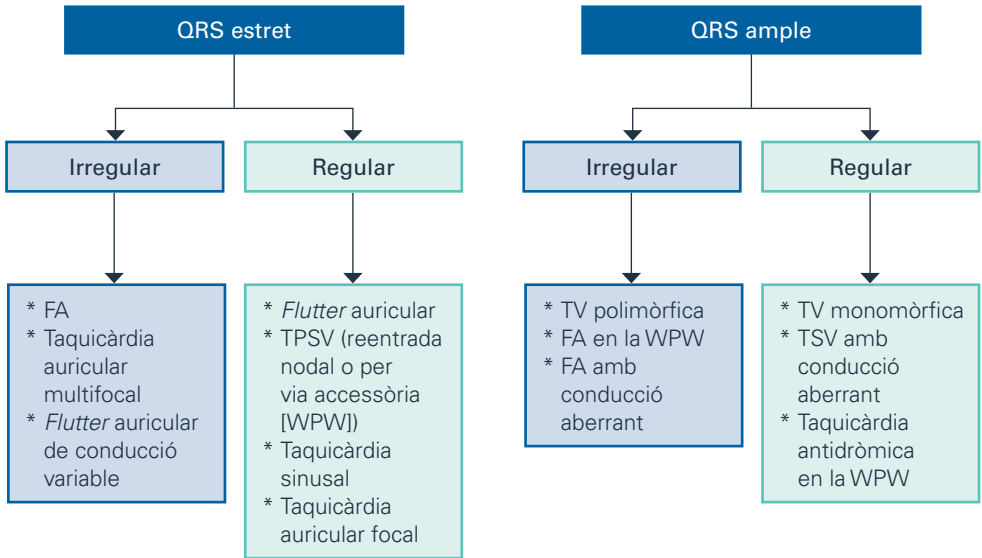 QRS estret
Irregular
Regular
* FA
* Taquicàrdia
auricular
multifocal
* Flutter auricular
de conducció
variable
* Flutter auricular
* TPSV (reentrada
nodal o per
via accessòria
[WPW])
* Taquicàrdia
sinusal
* Taquicàrdia
auricular focal
QRS ample
Irregular
Regular
* TV polimòrfica
* FA en la WPW
* FA amb
conducció
aberrant
* TV monomòrfica
* TSV amb
conducció
aberrant
* Taquicàrdia
antidròmica
en la WPW